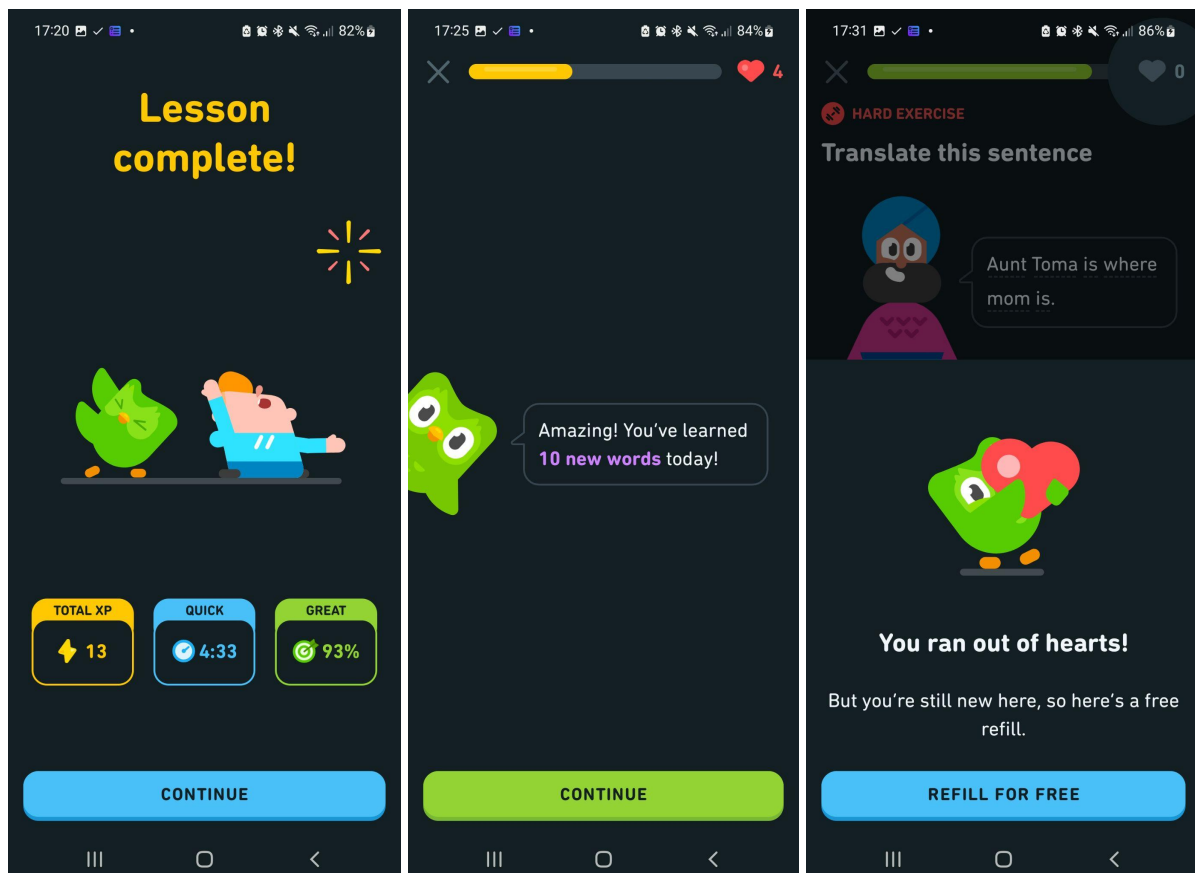 17:20
82%
Lesson
complete!
TOTAL XP
13
QUICK
4:33
GREAT
93%
CONTINUE
17:25
84%
4
Amazing! You've learned
10 new words today!
CONTINUE
17:31
86%
0
HARD EXERCISE
Translate this sentence
Aunt Toma is where
mom is.
You ran out of hearts!
But you're still new here, so here's a free
refill.
REFILL FOR FREE